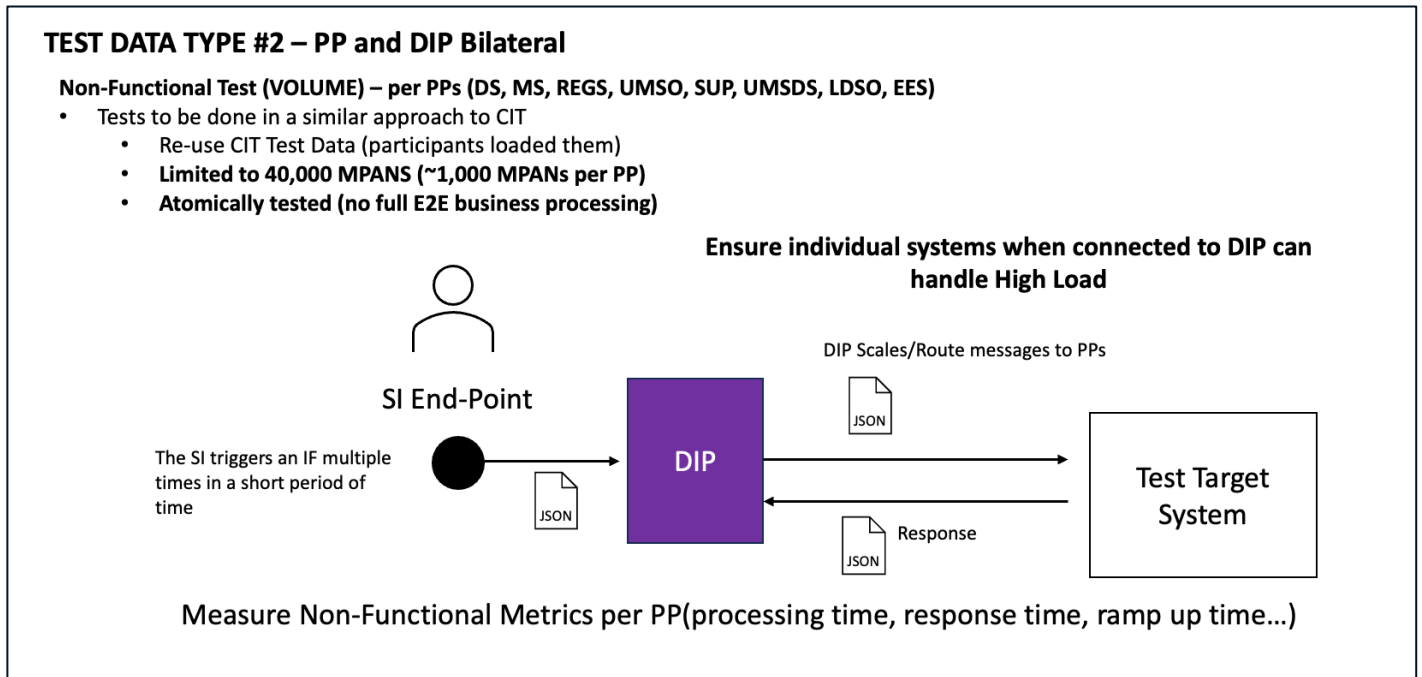 TEST DATA TYPE #2 – PP and DIP Bilateral
Non-Functional Test (VOLUME) – per PPs (DS, MS, REGS, UMSO, SUP, UMSDS, LDSO, EES)
• Tests to be done in a similar approach to CIT
• Re-use CIT Test Data (participants loaded them)
• Limited to 40,000 MPANS (~1,000 MPANs per PP)
• Atomically tested (no full E2E business processing)
Ensure individual systems when connected to DIP can
handle High Load
DIP Scales/Route messages to PPs
JSON
SI End-Point
The SI triggers an IF multiple
times in a short period of
time
JSON
DIP
Test Target
System
Response
JSON
Measure Non-Functional Metrics per PP(processing time, response time, ramp up time...)